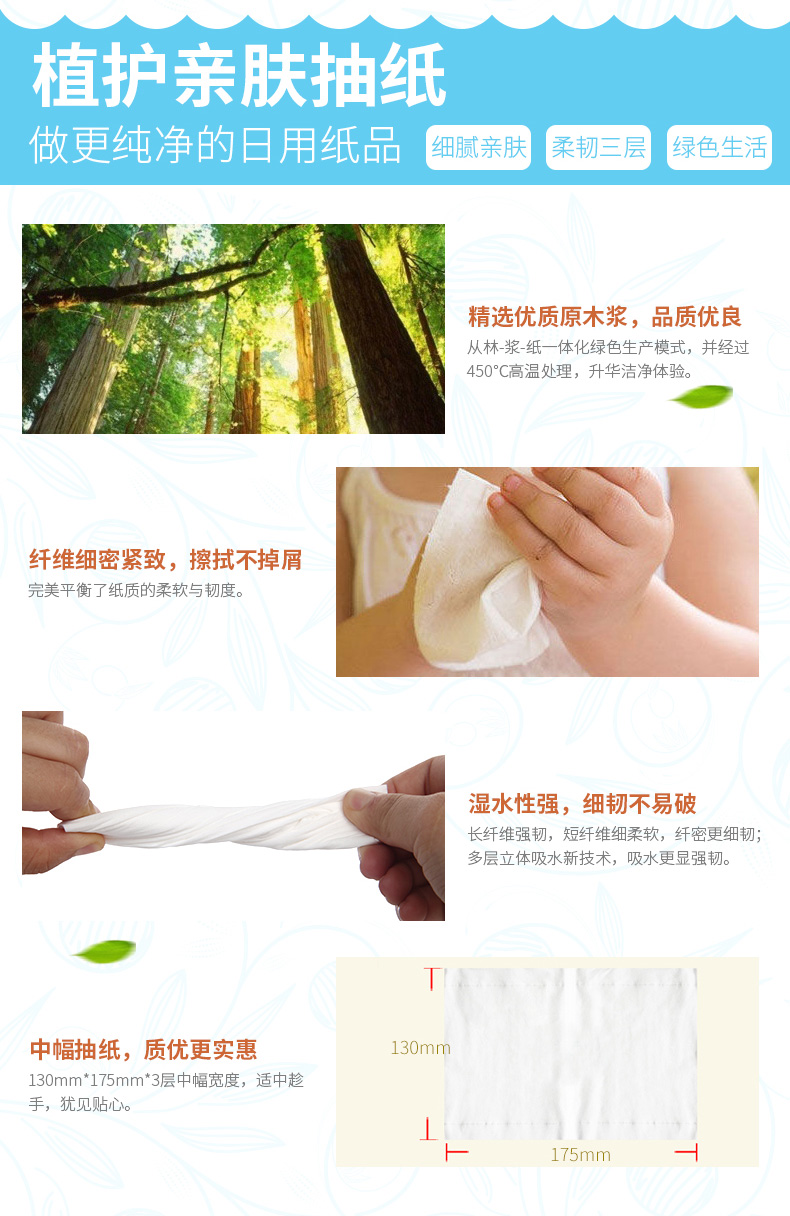 植护亲肤抽纸
做更纯净的日用纸品 细腻亲肤 柔韧三层 绿色生活
精选优质原木浆，品质优良
从林-浆-纸一体化绿色生产模式，并经过
450℃高温处理，升华洁净体验。
纤维细密紧致，擦拭不掉屑
完美平衡了纸质的柔软与韧度。
湿水性强，细韧不易破
长纤维强韧，短纤维细柔软，纤密更细韧；
多层立体吸水新技术，吸水更显强韧。
中幅抽纸，质优更实惠
130mm*175mm*3层中幅宽度，适中趁
手，犹见贴心。
130mm
175mm